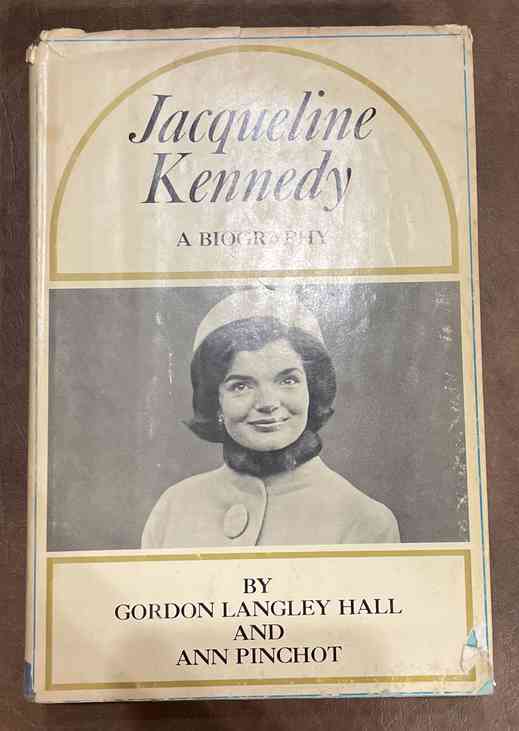 Jacqueline
Kennedy
A BIOGRAPHY
BY
GORDON LANGLEY HALL
AND
ANN PINCHOT